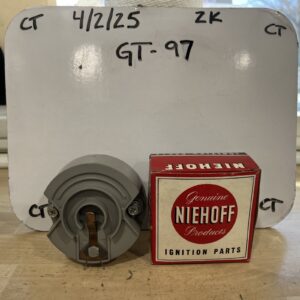 CT 4/2/25 ZK CT
GT-97
NIEHOFF
Genuine
NIEHOFF
Products
IGNITION PARTS
CT CT